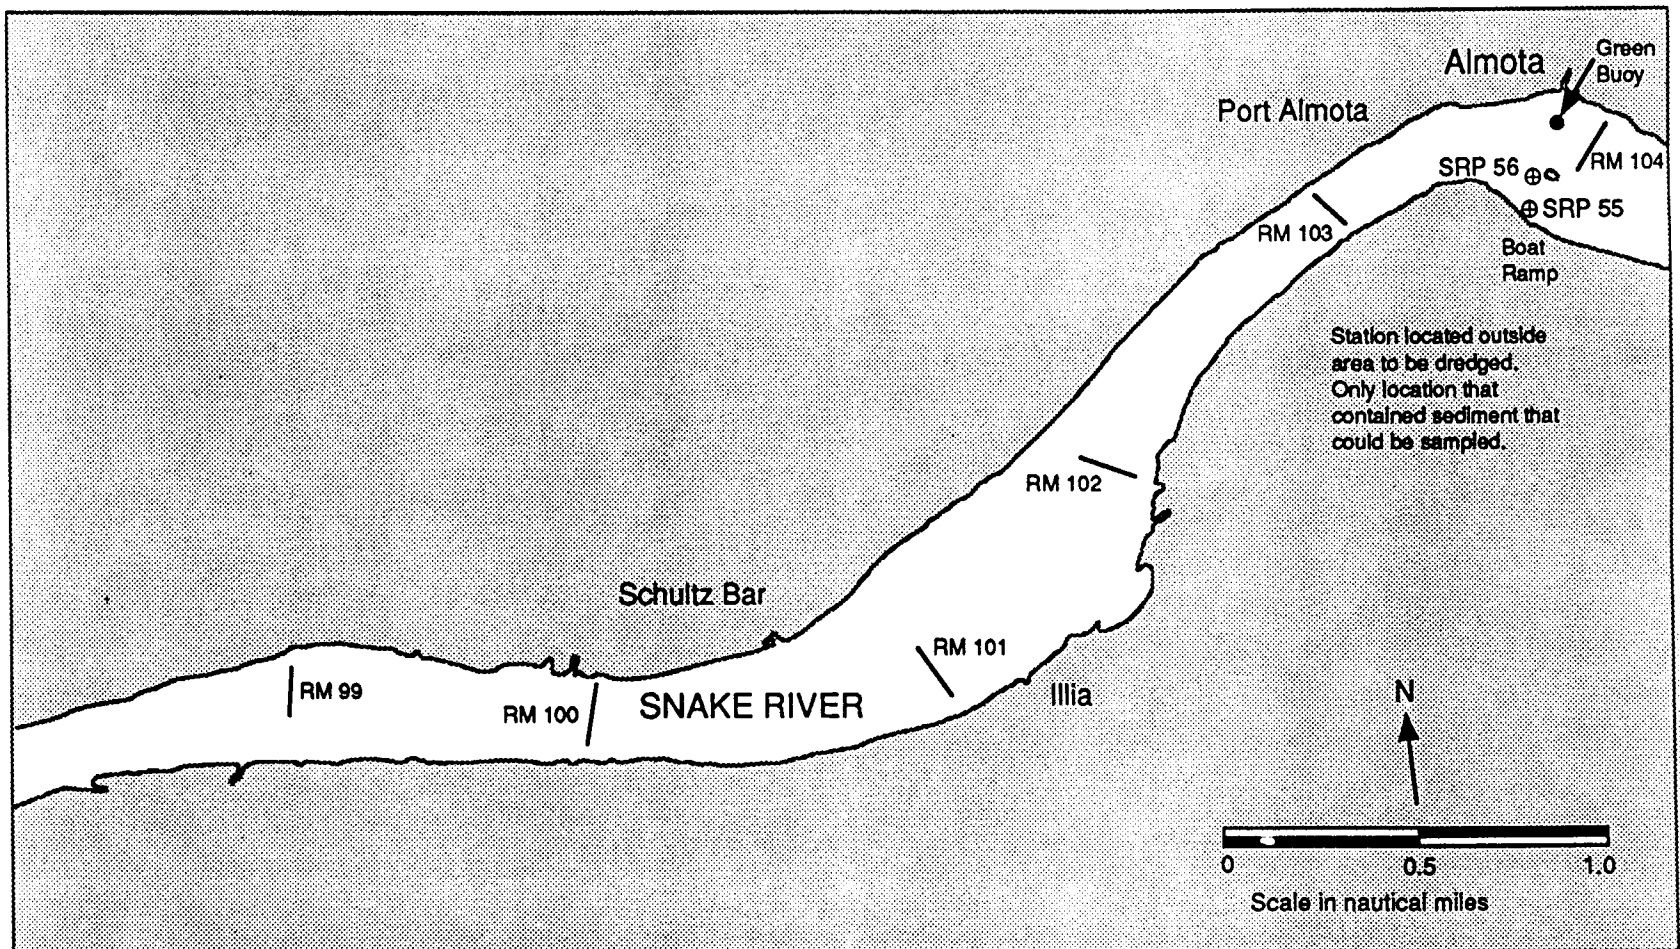 Green
Buoy
Almota
Port Almota
RM 104
SRP 56
SRP 55
RM 103
Boat
Ramp
Station located outside
area to be dredged.
Only location that
contained sediment that
could be sampled.
RM 102
Schultz Bar
RM 101
RM 99
RM 100
SNAKE RIVER
Illia
N
0
0.5
1.0
Scale in nautical miles